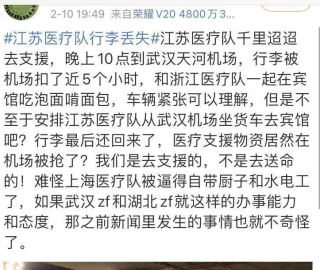 2-10 19:49 来自荣耀V20 4800万3...
#江苏医疗队行李丢失#江苏医疗队千里迢迢
去支援，晚上10点到武汉天河机场，行李被
机场扣了近5个小时，和浙江医疗队一起在宾
馆吃泡面啃面包，车辆紧张可以理解，但是不
至于安排江苏医疗队从武汉机场坐货车去宾馆
吧？行李最后还回来了，医疗支援物资居然在
机场被抢了？我们是去支援的，不是去送命
的！难怪上海医疗队被逼得自带厨子和水电工
了，如果武汉zf和湖北zf就这样的办事能力
和态度，那之前新闻里发生的事情也就不奇怪
了。